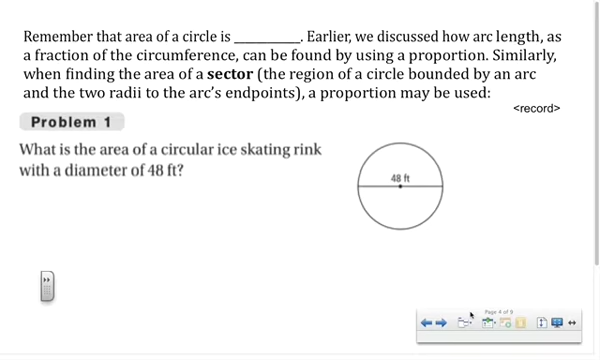 Remember that area of a circle is ___________. Earlier, we discussed how arc length, as
a fraction of the circumference, can be found by using a proportion. Similarly,
when finding the area of a sector (the region of a circle bounded by an arc
and the two radii to the arc's endpoints), a proportion may be used:
<record>
Problem 1
What is the area of a circular ice skating rink
with a diameter of 48 ft?
48 ft
Page 4 of 9